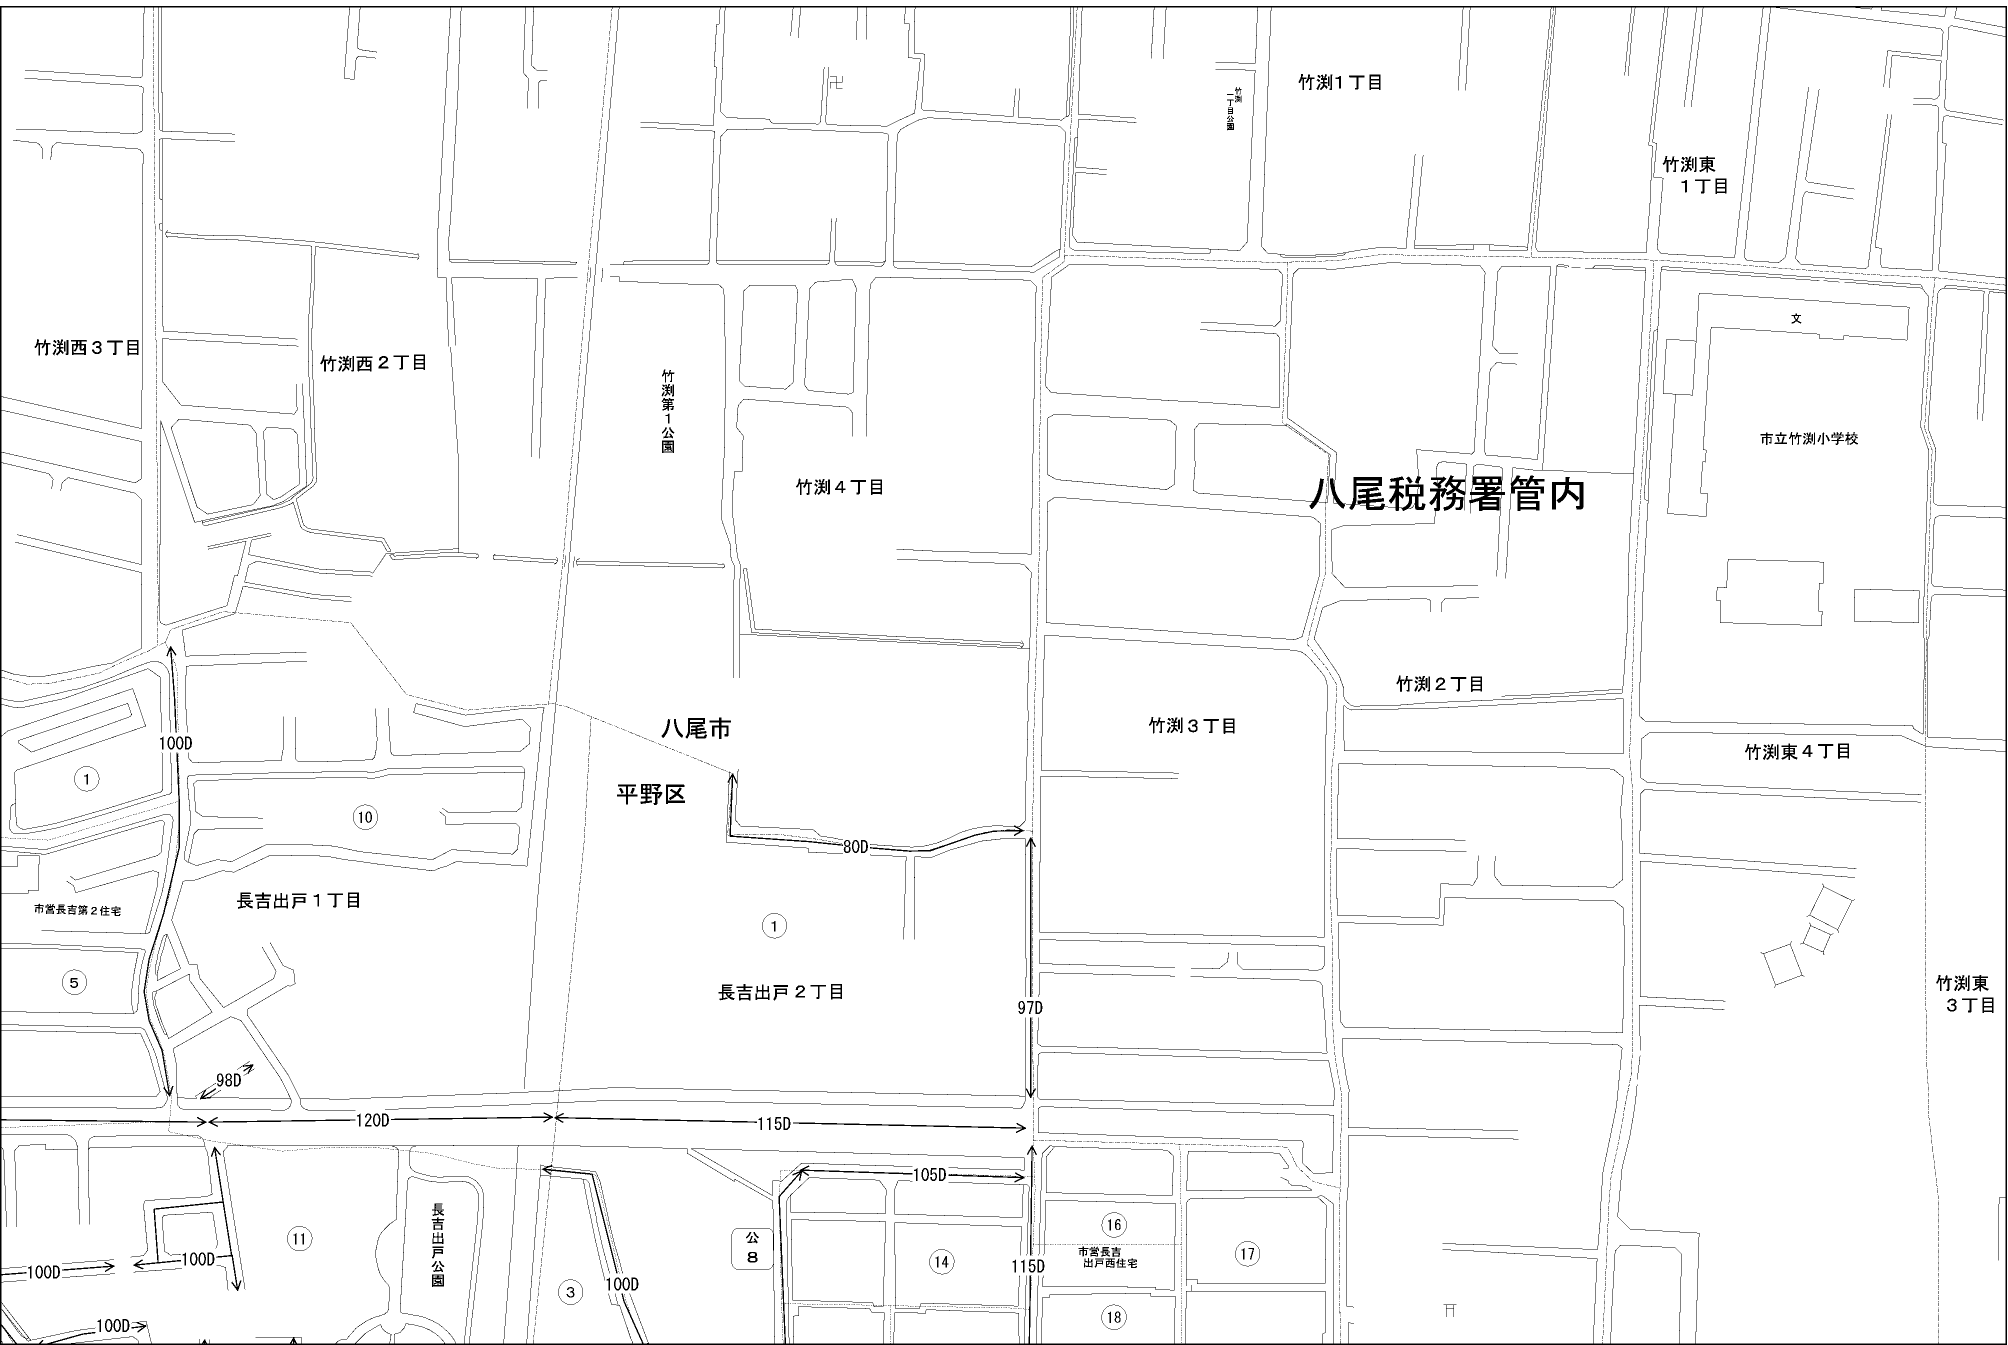 竹渕1丁目
竹渕
一丁目公園
竹渕東
1丁目
文
竹渕西3丁目
竹渕西2丁目
竹渕第1公園
市立竹渕小学校
竹渕4丁目
八尾税務署管内
竹渕2丁目
八尾市
竹渕3丁目
100D
竹渕東4丁目
1
平野区
10
80D
長吉出戸1丁目
市営長吉第2住宅
1
5
長吉出戸2丁目
竹渕東
3丁目
97D
98D
120D
115D
105D
長吉出戸公園
11
公
8
16
17
市営長吉
出戸西住宅
14
115D
100D
100D
100D
3
18
100D